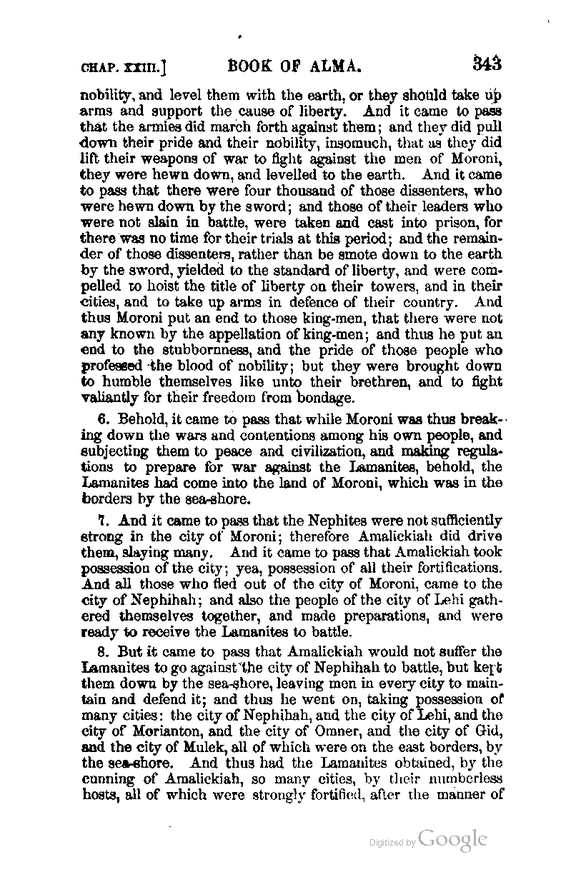 CHAP. XXIII.] BOOK OF ALMA. 343
nobility, and level them with the earth, or they should take up
arms and support the cause of liberty. And it came to pass
that the armies did march forth against them; and they did pull
down their pride and their nobility, insomuch, that as they did
lift their weapons of war to fight against the men of Moroni,
they were hewn down, and levelled to the earth. And it came
to pass that there were four thousand of those dissenters, who
were hewn down by the sword; and those of their leaders who
were not slain in battle, were taken and cast into prison, for
there was no time for their trials at this period; and the remain-
der of those dissenters, rather than be smote down to the earth
by the sword, yielded to the standard of liberty, and were com-
pelled to hoist the title of liberty on their towers, and in their
cities, and to take up arms in defence of their country. And
thus Moroni put an end to those king-men, that there were not
any known by the appellation of king-men; and thus he put an
end to the stubbornness, and the pride of those people who
professed the blood of nobility; but they were brought down
to humble themselves like unto their brethren, and to fight
valiantly for their freedom from bondage.
6. Behold, it came to pass that while Moroni was thus break-
ing down the wars and contentions among his own people, and
subjecting them to peace and civilization, and making regula-
tions to prepare for war against the Lamanites, behold, the
Lamanites had come into the land of Moroni, which was in the
borders by the sea-shore.
7. And it came to pass that the Nephites were not sufficiently
strong in the city of Moroni; therefore Amalickiah did drive
them, slaying many. And it came to pass that Amalickiah took
possession of the city; yea, possession of all their fortifications.
And all those who fled out of the city of Moroni, came to the
city of Nephihah; and also the people of the city of Lehi gath-
ered themselves together, and made preparations, and were
ready to receive the Lamanites to battle.
8. But it came to pass that Amalickiah would not suffer the
Lamanites to go against the city of Nephihah to battle, but kept
them down by the sea-shore, leaving men in every city to main-
tain and defend it; and thus he went on, taking possession of
many cities: the city of Nephihah, and the city of Lehi, and the
city of Morianton, and the city of Omner, and the city of Gid,
and the city of Mulek, all of which were on the east borders, by
the sea-shore. And thus had the Lamanites obtained, by the
cunning of Amalickiah, so many cities, by their numberless
hosts, all of which were strongly fortified, after the manner of
Digitized by Google